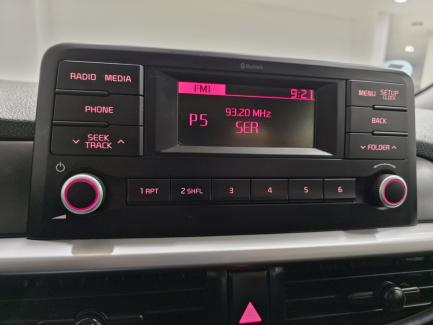 Bluetooth
RADIO MEDIA
PHONE
SEEK
TRACK
FM1 9:21
93.20 MHz
P5 SER
MENU SETUP
CLOCK
BACK
FOLDER
1 RPT 2 SHFL 3 4 5 6